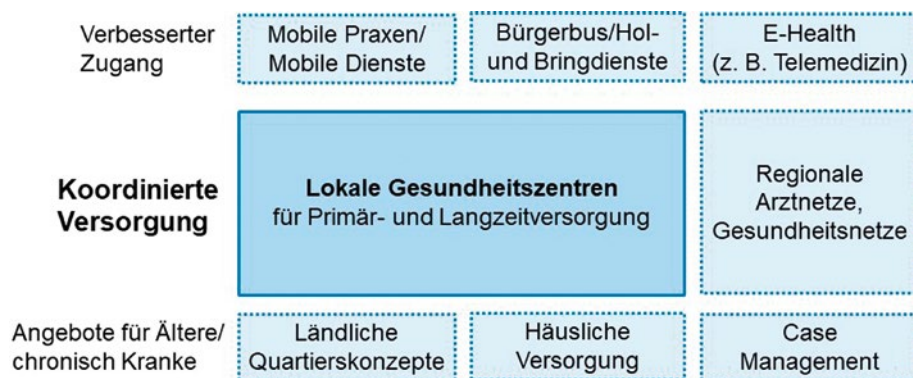 Verbesserter
Zugang
Mobile Praxen/
Mobile Dienste
Bürgerbus/Hol-
und Bringdienste
E-Health
(z. B. Telemedizin)
Koordinierte
Versorgung
Lokale Gesundheitszentren
für Primär- und Langzeitversorgung
Regionale
Arztnetze,
Gesundheitsnetze
Angebote für Ältere/
chronisch Kranke
Ländliche
Quartierskonzepte
Häusliche
Versorgung
Case
Management